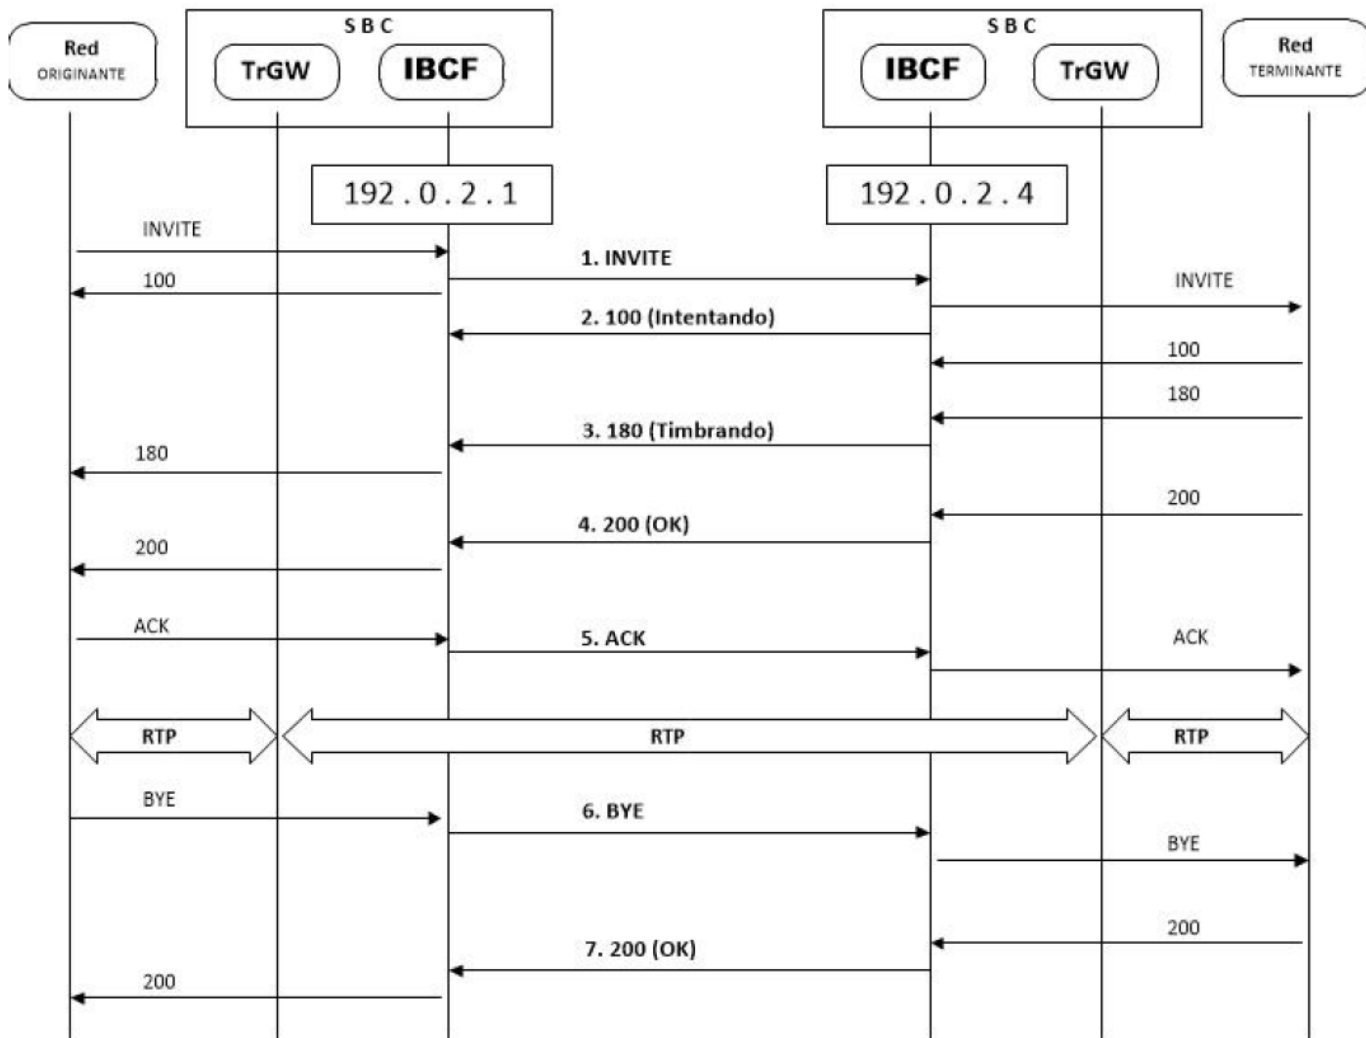 S B C
S B C
Red
ORIGINANTE
TrGW
IBCF
IBCF
TrGW
Red
TERMINANTE
192.0.2.1
192.0.2.4
INVITE
1. INVITE
100
INVITE
2. 100 (Intentando)
100
180
3. 180 (Timbrando)
180
200
4. 200 (OK)
200
ACK
5. ACK
ACK
RTP
RTP
RTP
BYE
6. BYE
BYE
200
7. 200 (OK)
200